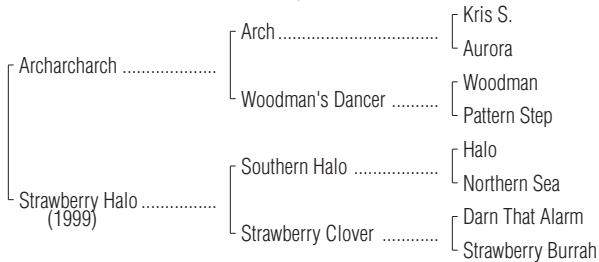 Kris S.
Arch ........................................
Aurora
Archarcharch ....................
Woodman
Woodman's Dancer ..........
Pattern Step
Halo
Southern Halo ..................
Northern Sea
Strawberry Halo ................
(1999)
Darn That Alarm
Strawberry Clover ............
Strawberry Burrah